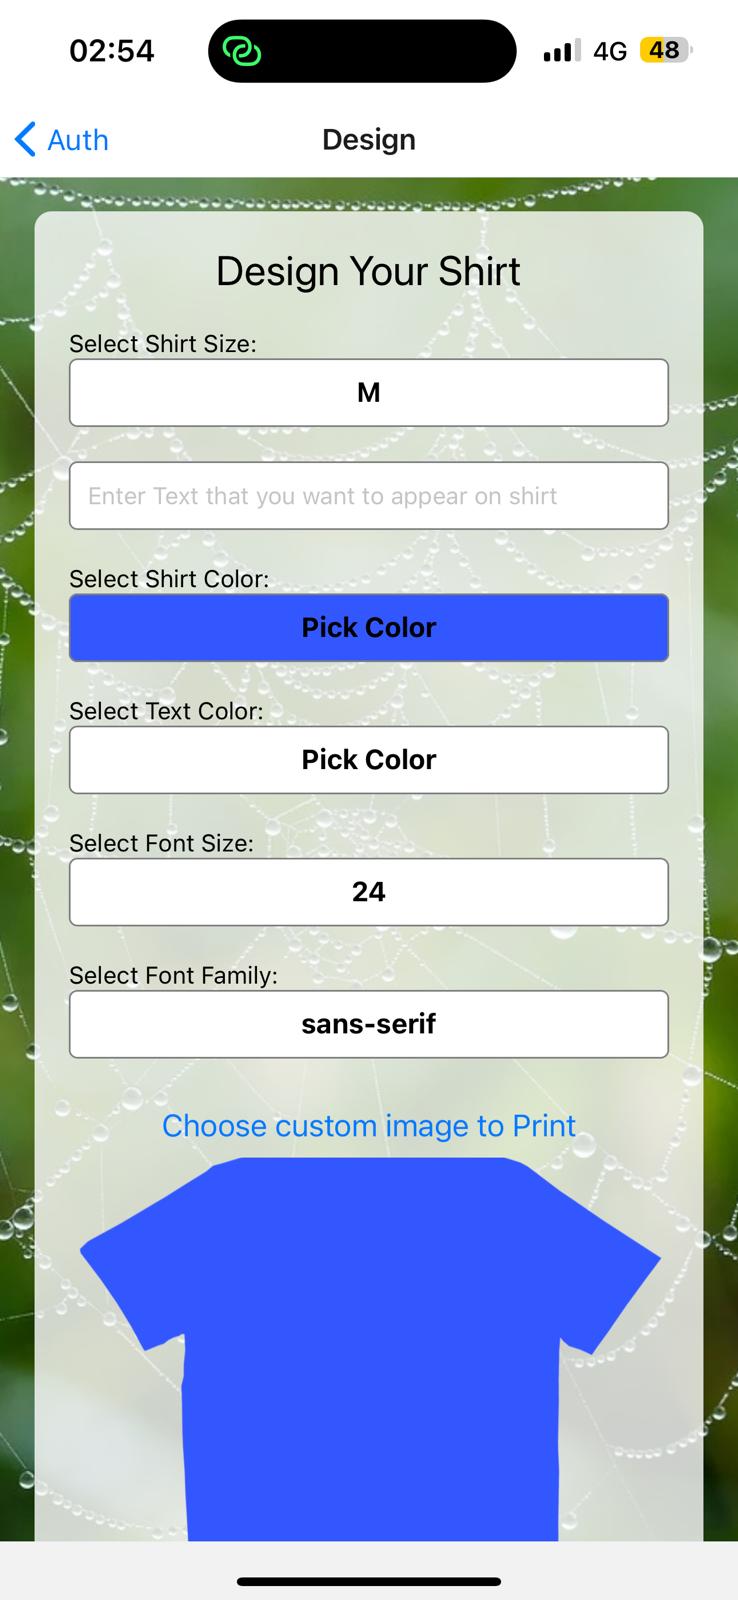 02:54
4G
48
Auth
Design
Design Your Shirt
Select Shirt Size:
M
Enter Text that you want to appear on shirt
Select Shirt Color:
Pick Color
Select Text Color:
Pick Color
Select Font Size:
24
Select Font Family:
sans-serif
Choose custom image to Print